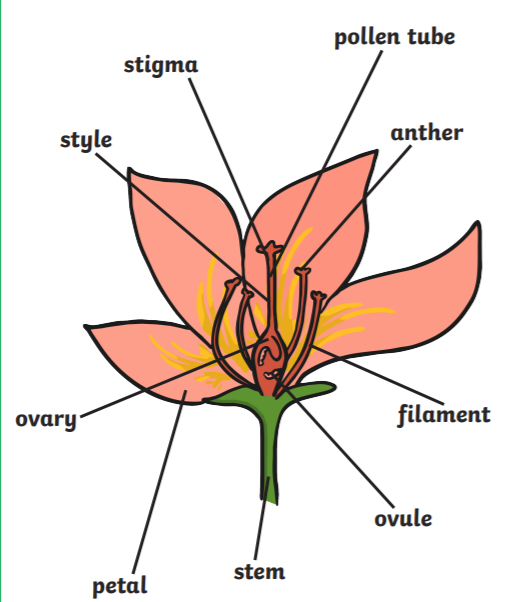 pollen tube
stigma
anther
style
ovary
filament
ovule
stem
petal